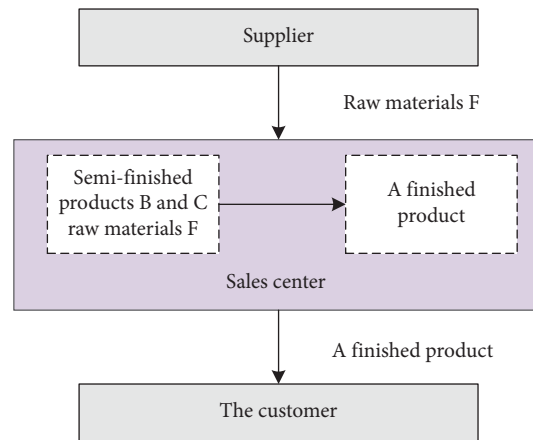 Supplier
Raw materials F
Semi-finished
products B and C
raw materials F
A finished
product
Sales center
A finished product
The customer